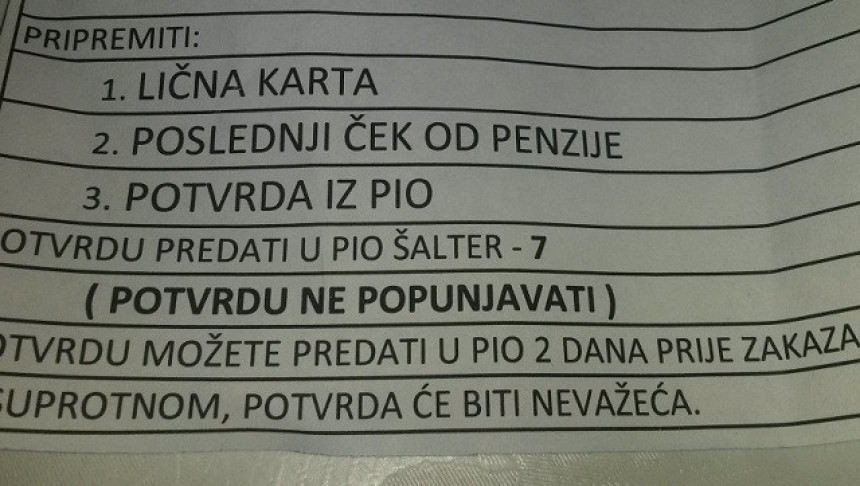 PRIPREMITI:
1. LIČNA KARTA
2. POSLEDNJI ČEK OD PENZIJE
3. POTVRDA IZ PIO
OTVRDU PREDATI U PIO ŠALTER - 7
( POTVRDU NE POPUNJAVATI )
OTVRDU MOŽETE PREDATI U PIO 2 DANA PRIJE ZAKAZA
SUPROTNOM, POTVRDA ĆE BITI NEVAŽEĆA.